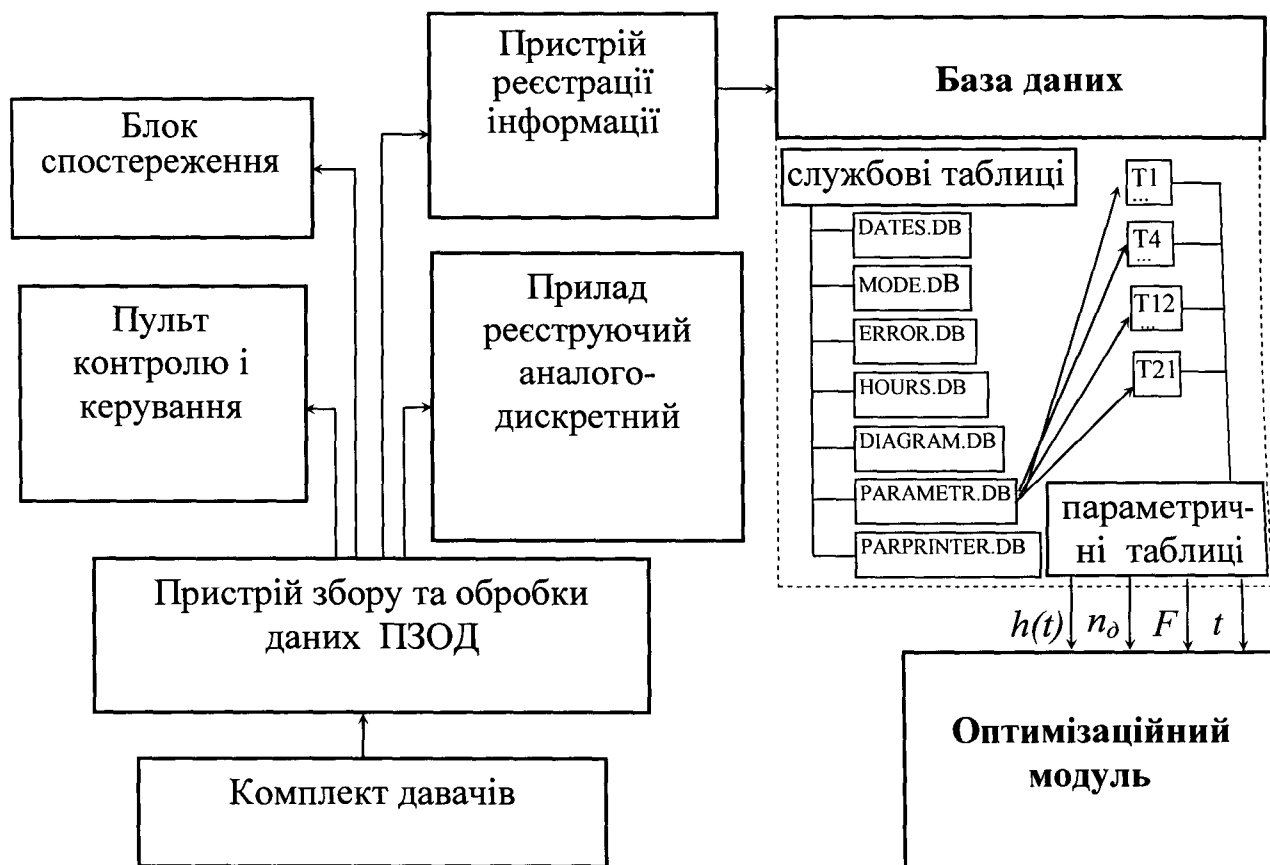 Пристрій
реєстрації
інформації
База даних
Блок
спостереження
службові таблиці
DATES.DB
MODE.DB
ERROR.DB
HOURS.DB
DIAGRAM.DB
PARAMETR.DB
PARPRINTER.DB
T1
...
T4
...
T12
...
T21
параметрич-
ні таблиці
Пульт
контролю і
керування
Прилад
реєструючий
аналого-
дискретний
Пристрій збору та обробки
даних ПЗОД
Комплект давачів
h(t) n∂ F t
Оптимізаційний
модуль